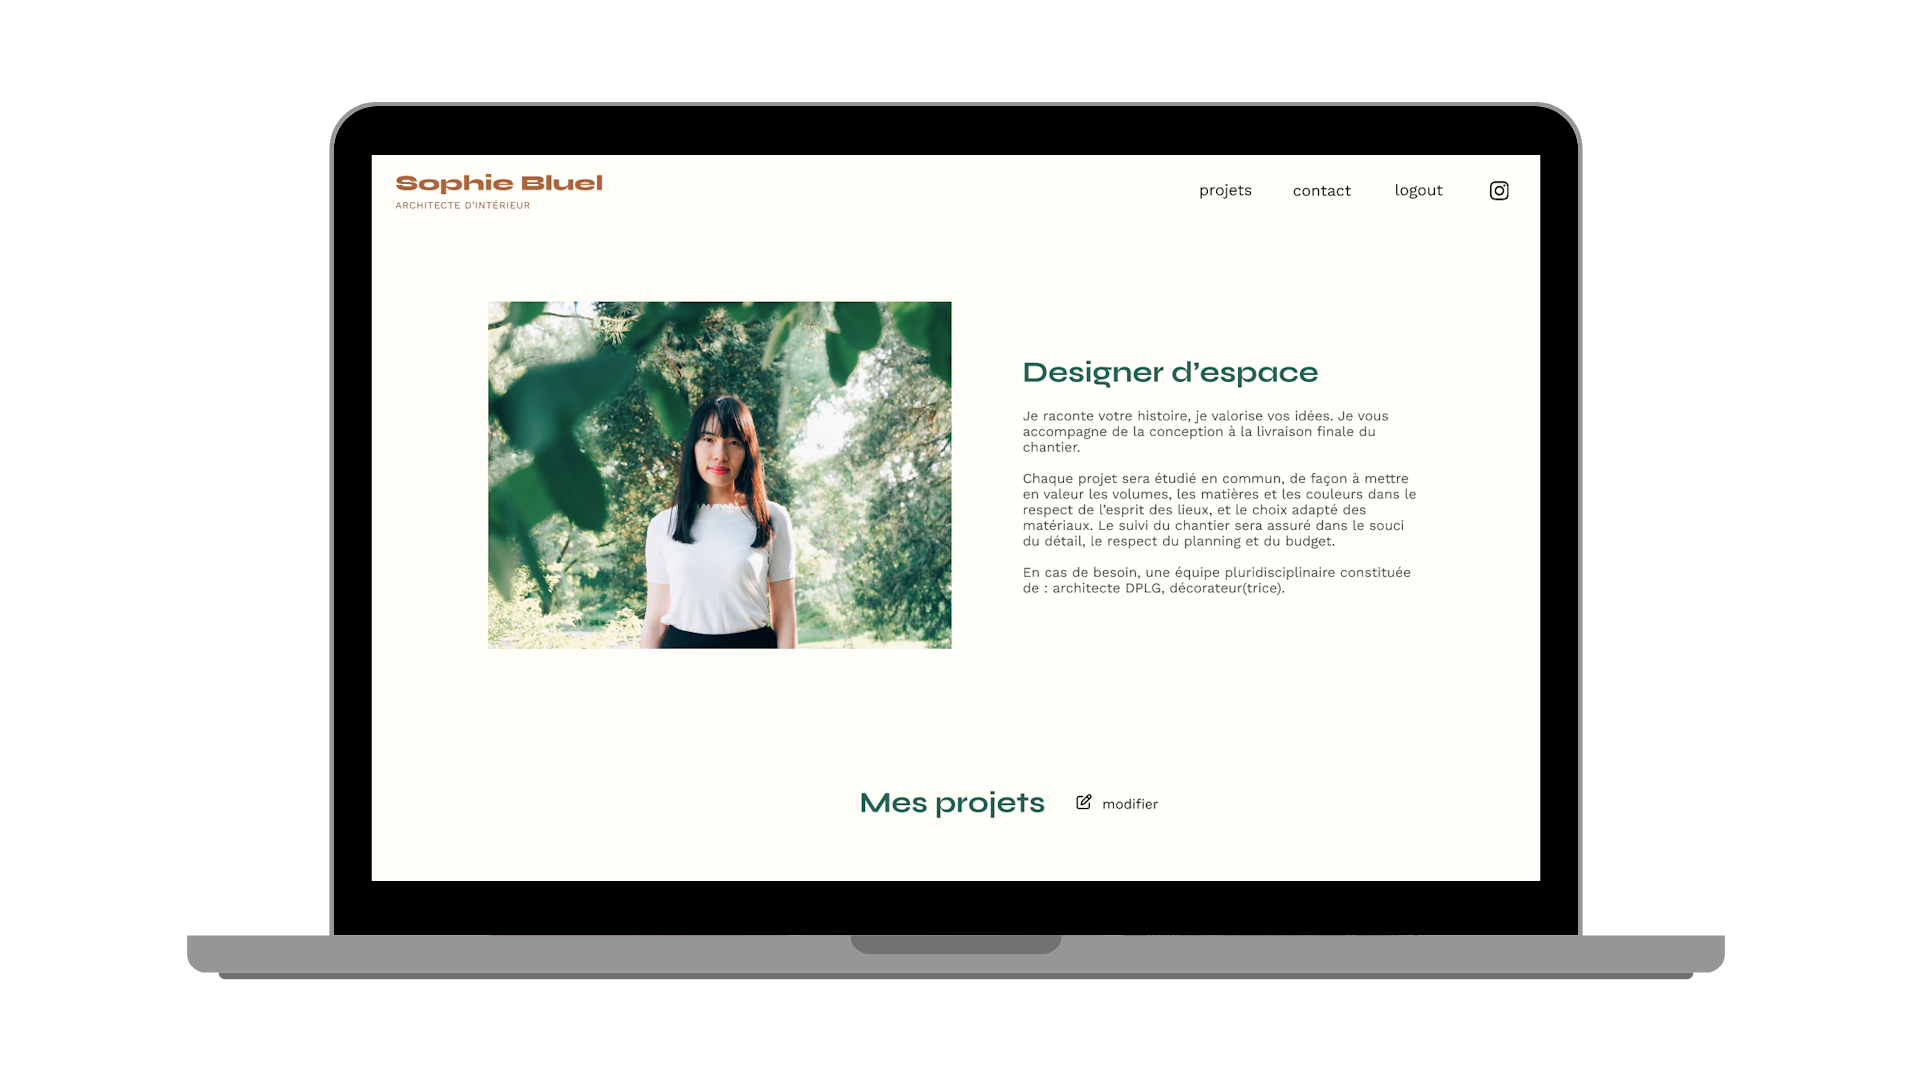 Sophie Bluel
ARCHITECTE D'INTÉRIEUR
projets
contact
logout
Designer d’espace
Je raconte votre histoire, je valorise vos idées. Je vous
accompagne de la conception à la livraison finale du
chantier.
Chaque projet sera étudié en commun, de façon à mettre
en valeur les volumes, les matières et les couleurs dans le
respect de l’esprit des lieux, et le choix adapté des
matériaux. Le suivi du chantier sera assuré dans le souci
du détail, le respect du planning et du budget.
En cas de besoin, une équipe pluridisciplinaire constituée
de : architecte DPLG, décorateur(trice).
Mes projets
modifier